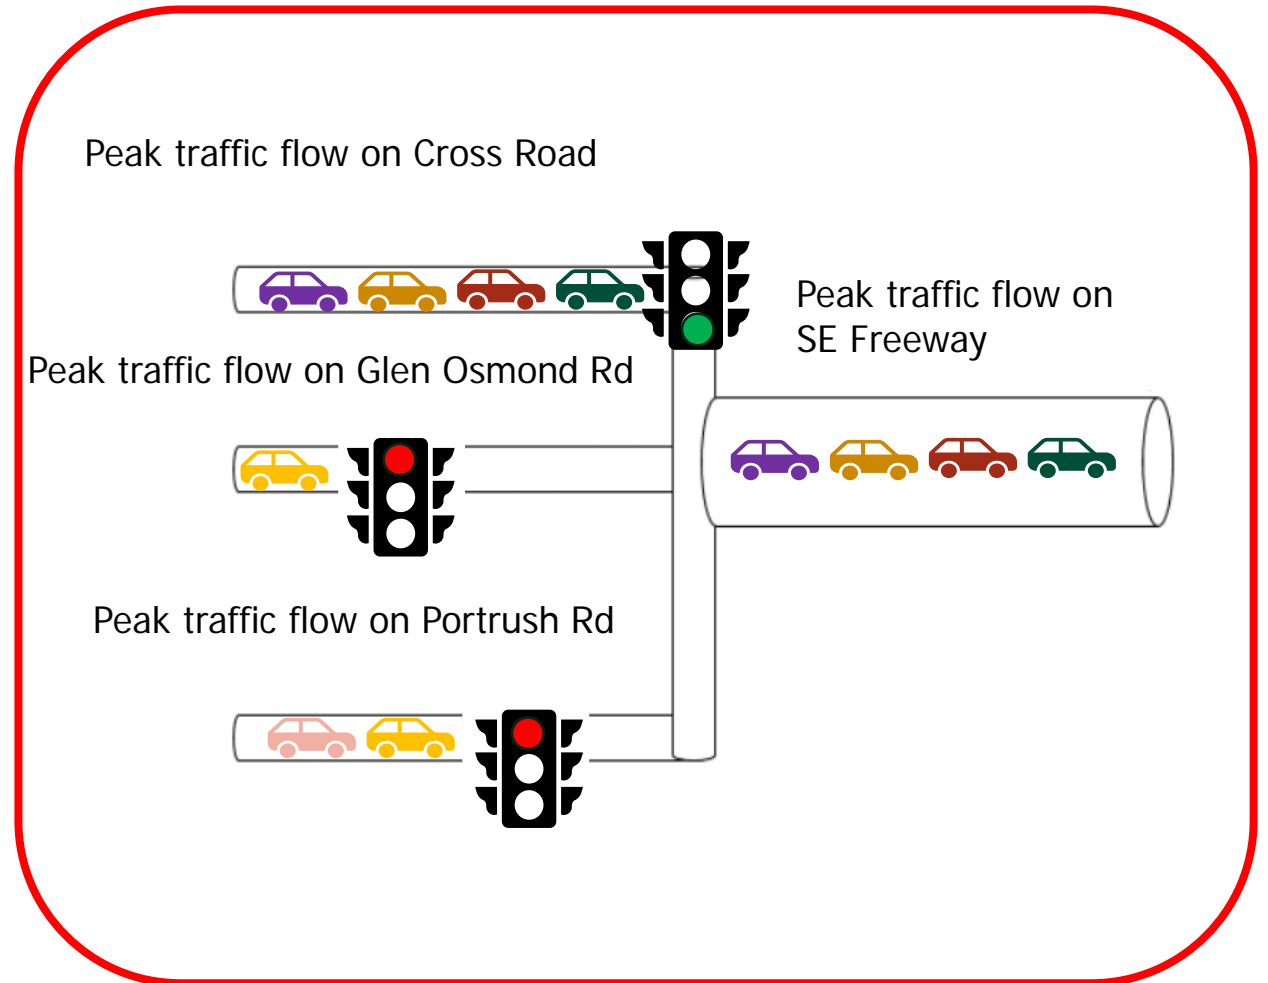 Peak traffic flow on Cross Road
Peak traffic flow on
SE Freeway
Peak traffic flow on Glen Osmond Rd
Peak traffic flow on Portrush Rd